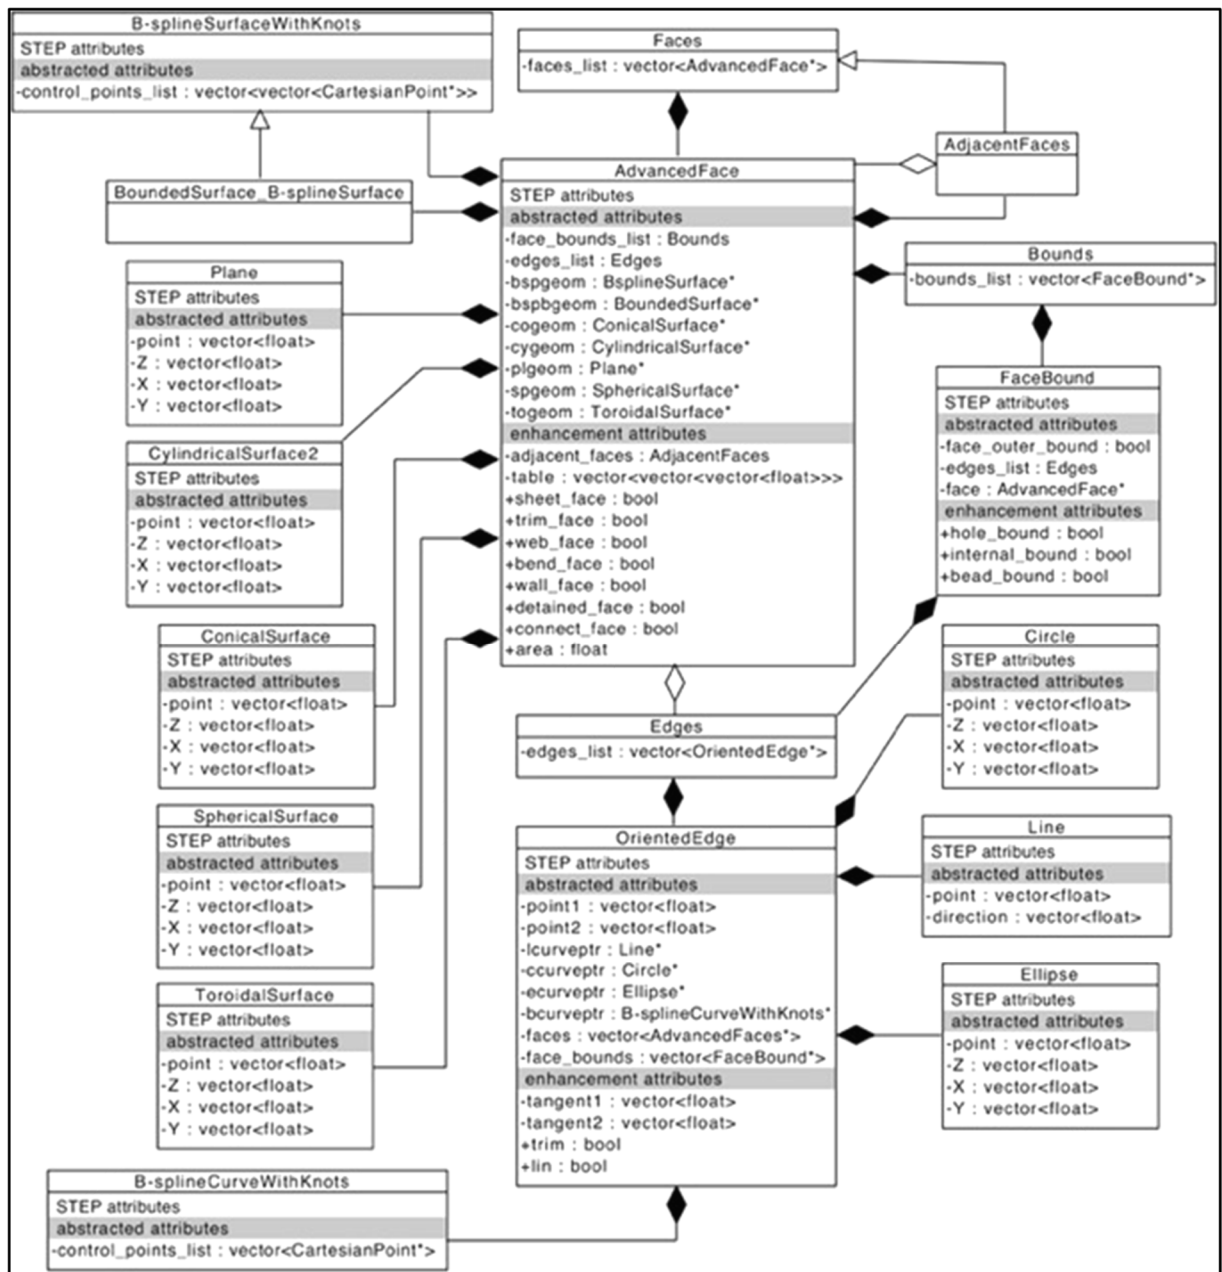 B-splineSurfaceWithKnots
STEP attributes
abstracted attributes
-control_points_list : vector<vector<CartesianPoint*>>
Faces
-faces_list : vector<AdvancedFace*>
AdjacentFaces
BoundedSurface_B-splineSurface
AdvancedFace
STEP attributes
abstracted attributes
-face_bounds_list : Bounds
-edges_list : Edges
-bspgeom : BsplineSurface*
-bspbgeom : BoundedSurface*
-cogeom : ConicalSurface*
-cygeom : CylindricalSurface*
-plgeom : Plane*
-spgeom : SphericalSurface*
-togeom : ToroidalSurface*
enhancement attributes
-adjacent_faces : AdjacentFaces
-table : vector<vector<vector<float>>>
+sheet_face : bool
+trim_face : bool
+web_face : bool
+bend_face : bool
+wall_face : bool
+detained_face : bool
+connect_face : bool
+area : float
Bounds
-bounds_list : vector<FaceBound*>
Plane
STEP attributes
abstracted attributes
-point : vector<float>
-Z : vector<float>
-X : vector<float>
-Y : vector<float>
FaceBound
STEP attributes
abstracted attributes
-face_outer_bound : bool
-edges_list : Edges
-face : AdvancedFace*
enhancement attributes
+hole_bound : bool
+internal_bound : bool
+bead_bound : bool
CylindricalSurface2
STEP attributes
abstracted attributes
-point : vector<float>
-Z : vector<float>
-X : vector<float>
-Y : vector<float>
ConicalSurface
STEP attributes
abstracted attributes
-point : vector<float>
-Z : vector<float>
-X : vector<float>
-Y : vector<float>
Circle
STEP attributes
abstracted attributes
-point : vector<float>
-Z : vector<float>
-X : vector<float>
-Y : vector<float>
Edges
-edges_list : vector<OrientedEdge*>
SphericalSurface
STEP attributes
abstracted attributes
-point : vector<float>
-Z : vector<float>
-X : vector<float>
-Y : vector<float>
OrientedEdge
STEP attributes
abstracted attributes
-point1 : vector<float>
-point2 : vector<float>
-lcurveptr : Line*
-ccurveptr : Circle*
-ecurveptr : Ellipse*
-bcurveptr : B-splineCurveWithKnots*
-faces : vector<AdvancedFaces*>
-face_bounds : vector<FaceBound*>
enhancement attributes
-tangent1 : vector<float>
-tangent2 : vector<float>
+trim : bool
+lin : bool
Line
STEP attributes
abstracted attributes
-point : vector<float>
-direction : vector<float>
Ellipse
STEP attributes
abstracted attributes
-point : vector<float>
-Z : vector<float>
-X : vector<float>
-Y : vector<float>
ToroidalSurface
STEP attributes
abstracted attributes
-point : vector<float>
-Z : vector<float>
-X : vector<float>
-Y : vector<float>
B-splineCurveWithKnots
STEP attributes
abstracted attributes
-control_points_list : vector<CartesianPoint*>